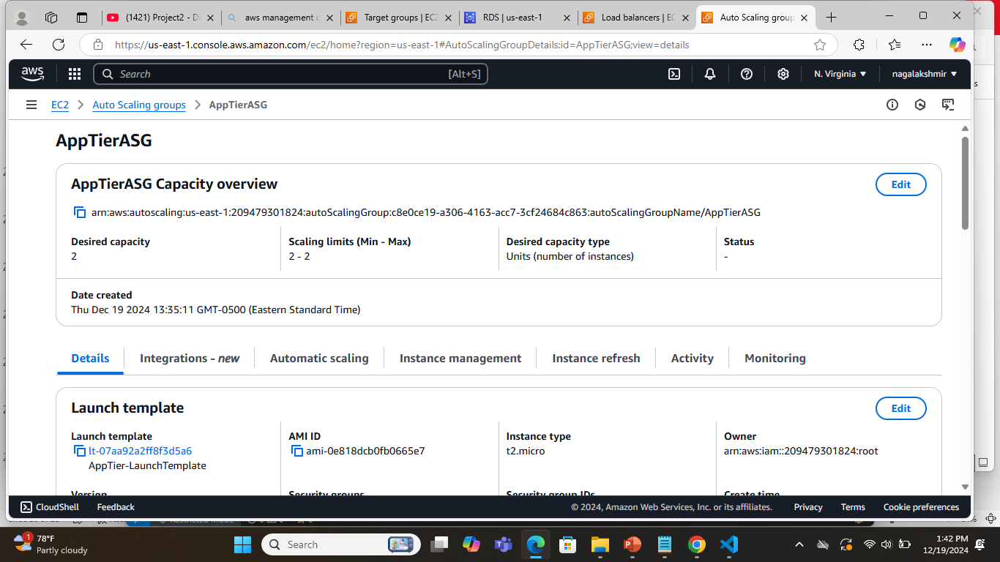 (1421) Project2 - D
aws management c
Target groups | EC2
RDS | us-east-1
Load balancers | EC
Auto Scaling group
https://us-east-1.console.aws.amazon.com/ec2/home?region=us-east-1#AutoScalingGroupDetails:id=AppTierASG;view=details
aws
Search
[Alt+S]
N. Virginia
nagalakshmir
EC2 > Auto Scaling groups > AppTierASG
AppTierASG
AppTierASG Capacity overview
Edit
arn:aws:autoscaling:us-east-1:209479301824:autoScalingGroup:c8e0ce19-a306-4163-acc7-3cf24684c863:autoScalingGroupName/AppTierASG
Desired capacity
2
Scaling limits (Min - Max)
2 - 2
Desired capacity type
Units (number of instances)
Status
-
Date created
Thu Dec 19 2024 13:35:11 GMT-0500 (Eastern Standard Time)
Details
Integrations - new
Automatic scaling
Instance management
Instance refresh
Activity
Monitoring
Launch template
Edit
Launch template
lt-07aa92a2ff8f3d5a6
AppTier-LaunchTemplate
AMI ID
ami-0e818dcb0fb0665e7
Instance type
t2.micro
Owner
arn:aws:iam::209479301824:root
Version
Security groups
Security group IDs
Create time
CloudShell
Feedback
© 2024, Amazon Web Services, Inc. or its affiliates.
Privacy
Terms
Cookie preferences
1
78°F
Partly cloudy
Search
1:42 PM
12/19/2024